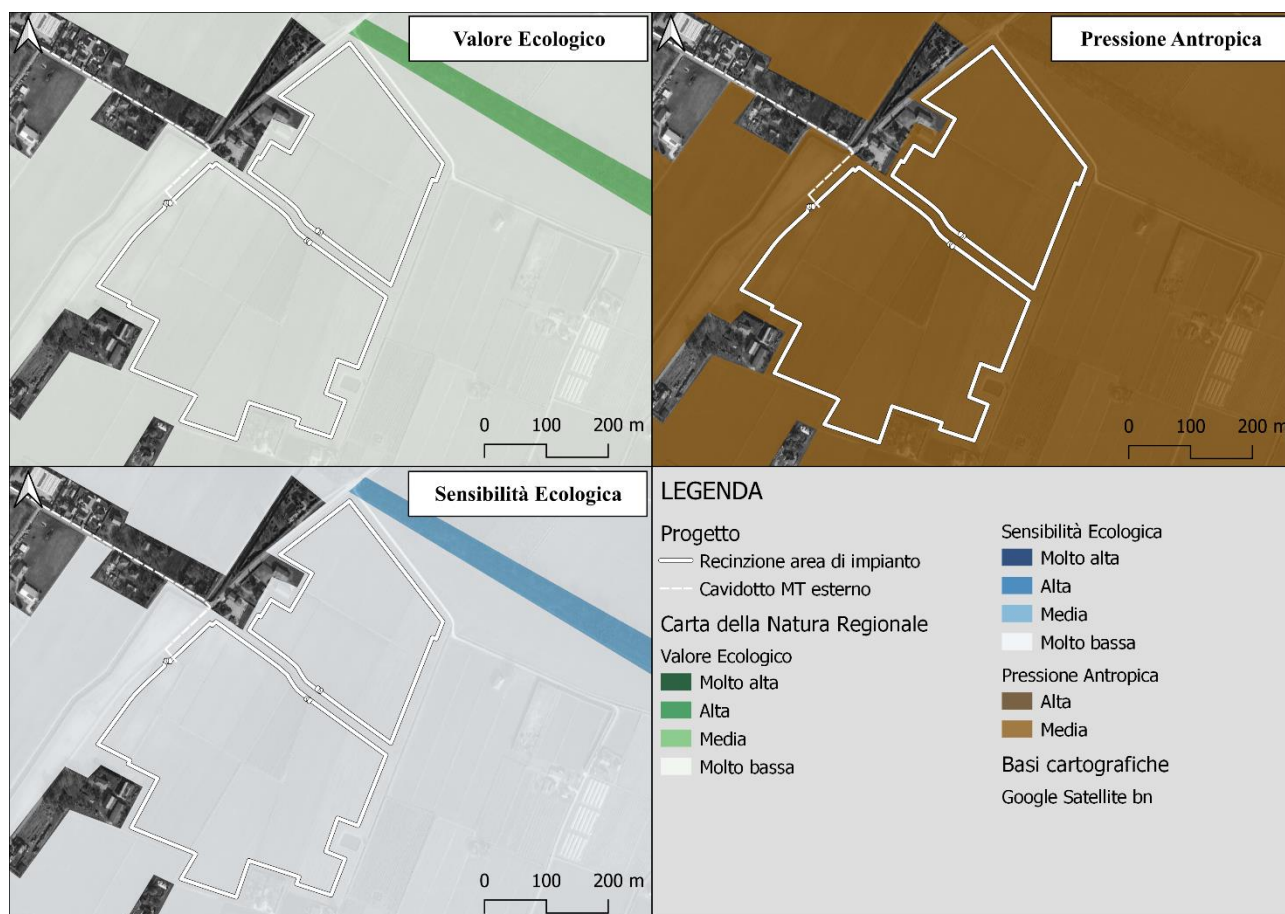 Valore Ecologico
Pressione Antropica
0 100 200 m
0 100 200 m
Sensibilità Ecologica
0 100 200 m
LEGENDA
Progetto
Recinzione area di impianto
Cavidotto MT esterno
Carta della Natura Regionale
Valore Ecologico
Molto alta
Alta
Media
Molto bassa
Sensibilità Ecologica
Molto alta
Alta
Media
Molto bassa
Pressione Antropica
Alta
Media
Basi cartografiche
Google Satellite bn